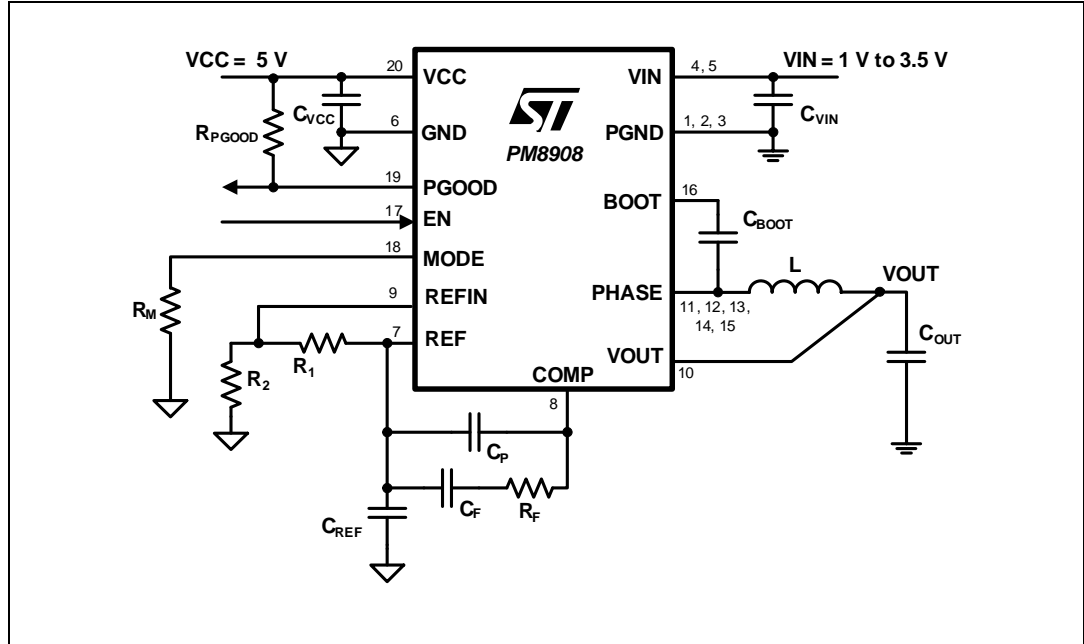 VCC = 5 V
VIN = 1 V to 3.5 V
20
VCC
VIN
4, 5
CVCC
CVIN
ST
PM8908
6
GND
PGND
1, 2, 3
RPGOOD
19
PGOOD
BOOT
16
17
EN
CBOOT
18
MODE
L
VOUT
9
REFIN
PHASE
11, 12, 13,
14, 15
RM
7
REF
R1
R2
VOUT
10
COUT
COMP
8
CP
CF
RF
CREF